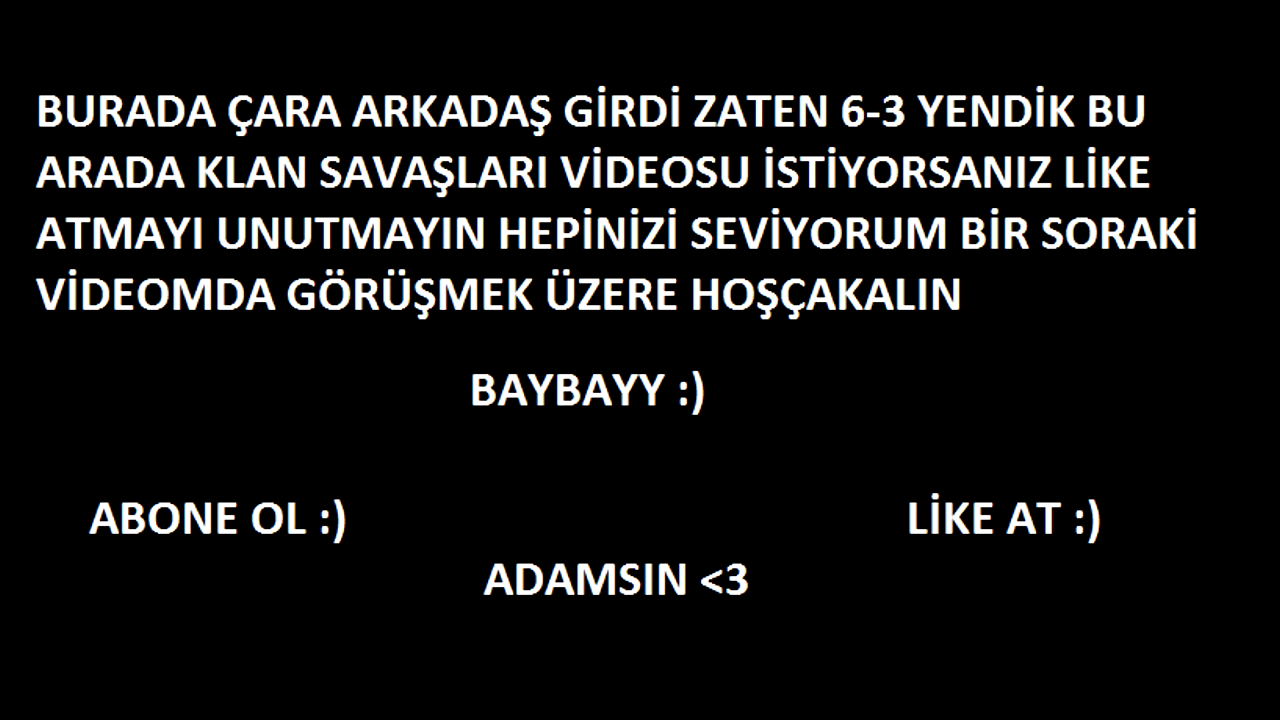 BURADA ÇARA ARKADAŞ GİRDİ ZATEN 6-3 YENDİK BU
ARADA KLAN SAVAŞLARI VİDEOSU İSTİYORSANIZ LİKE
ATMAYI UNUTMAYIN HEPİNİZİ SEVİYORUM BİR SORAKİ
VİDEOMDA GÖRÜŞMEK ÜZERE HOŞÇAKALIN
BAYBAYY :)
ABONE OL :)
LİKE AT :)
ADAMSIN <3